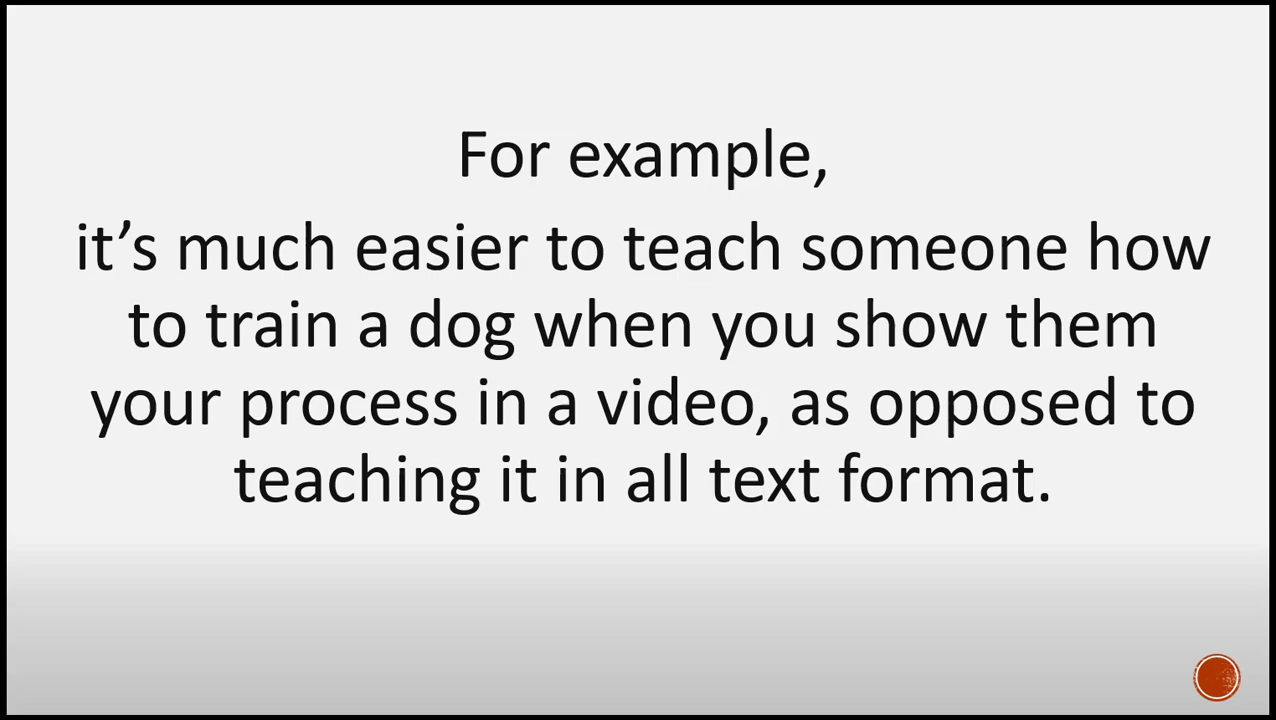 For example,
it’s much easier to teach someone how
to train a dog when you show them
your process in a video, as opposed to
teaching it in all text format.